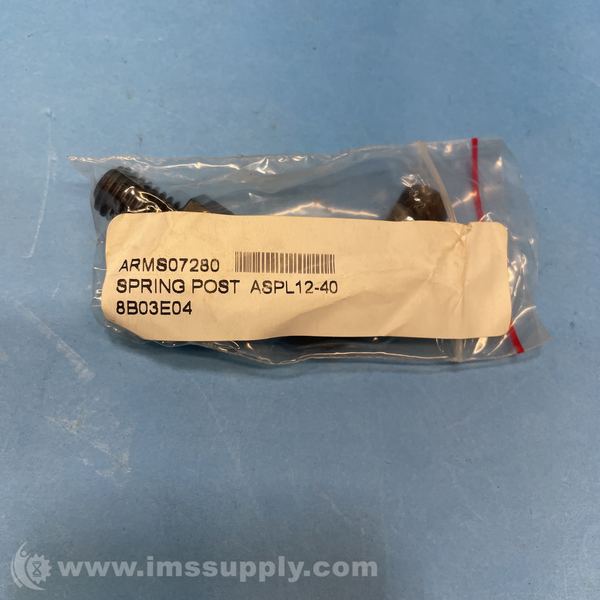 ARMS07280
SPRING POST ASPL12-40
8B03E04
www.imssupply.com